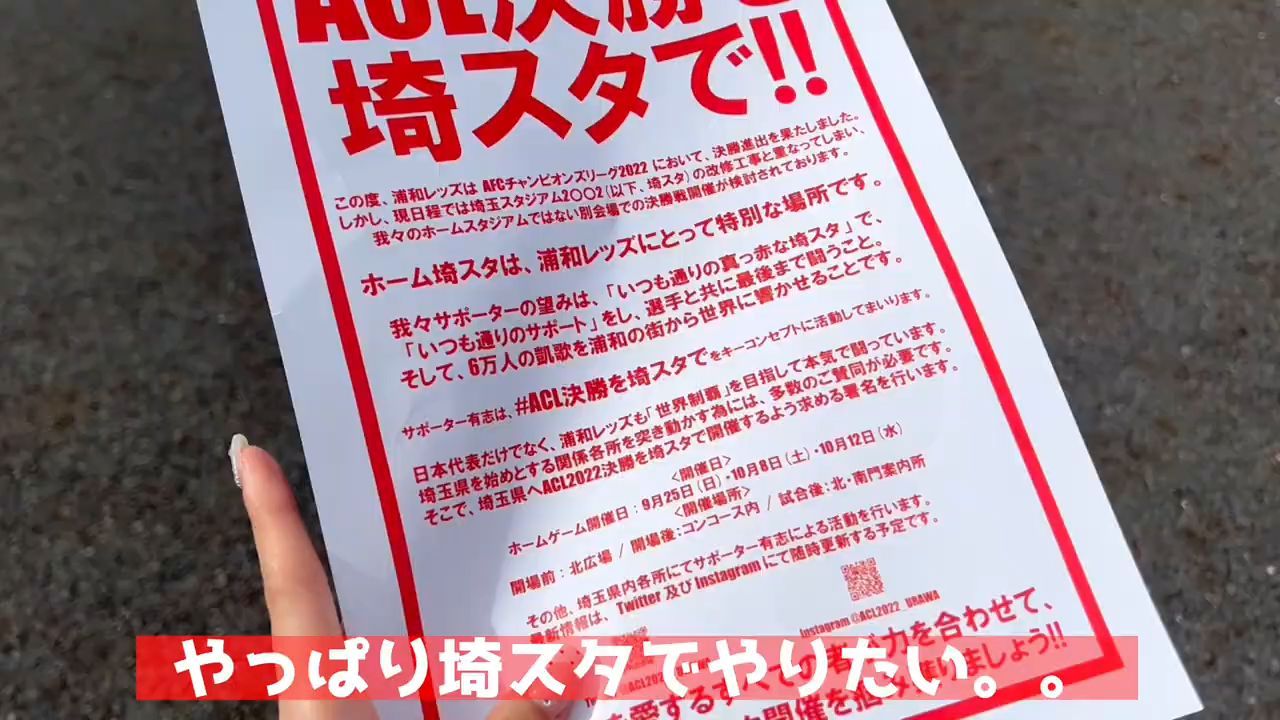 ACL決勝を
埼スタで!!
この度、浦和レッズは AFCチャンピオンズリーグ2022 において、決勝進出を果たしました。
しかし、現日程では埼玉スタジアム2〇〇2(以下、埼スタ)の改修工事と重なってしまい、
我々のホームスタジアムではない別会場での決勝戦開催が検討されております。
ホーム埼スタは、浦和レッズにとって特別な場所です。
我々サポーターの望みは、「いつも通りの真っ赤な埼スタ」で、
「いつも通りのサポート」をし、選手と共に最後まで闘うこと。
そして、6万人の凱歌を浦和の街から世界に響かせることです。
サポーター有志は、#ACL決勝を埼スタで をキーコンセプトに活動してまいります。
日本代表だけでなく、浦和レッズも「世界制覇」を目指して本気で闘っています。
埼玉県を始めとする関係各所を突き動かす為には、多数のご賛同が必要です。
そこで、埼玉県へACL2022決勝を埼スタで開催するよう求める署名を行います。
<開催日>
ホームゲーム開催日:9月25日(日)・10月8日(土)・10月12日(水)
<開催場所>
開場前:北広場 / 開場後:コンコース内 / 試合後:北・南門案内所
その他、埼玉県内各所にてサポーター有志による活動を行います。
最新情報は、Twitter 及び Instagram にて随時更新する予定です。
Instagram @ACL2022_URAWA
を愛するすべての者が力を合わせて、
ましょう!!
やっぱり埼スタでやりたい。。